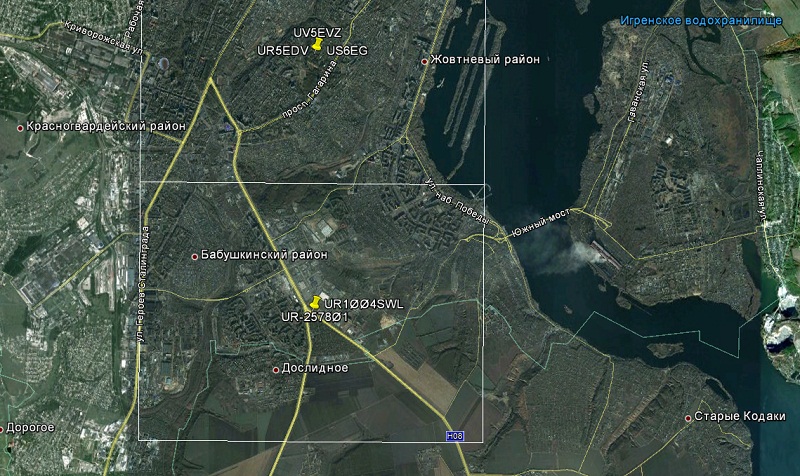 Игренское водохранилище
Рабочая
Криворожская ул.
UV5EVZ
UR5EDV US6EG
Жовтневый район
Гаванская ул
просп. Гагарина
Красногвардейский район
Чаплинская ул.
ул. наб. Победы
Южный мост
ул. Героев Сталинграда
Бабушкинский район
UR1ØØ4SWL
UR-2578Ø1
Дослидное
Старые Кодаки
Дорогое
H08